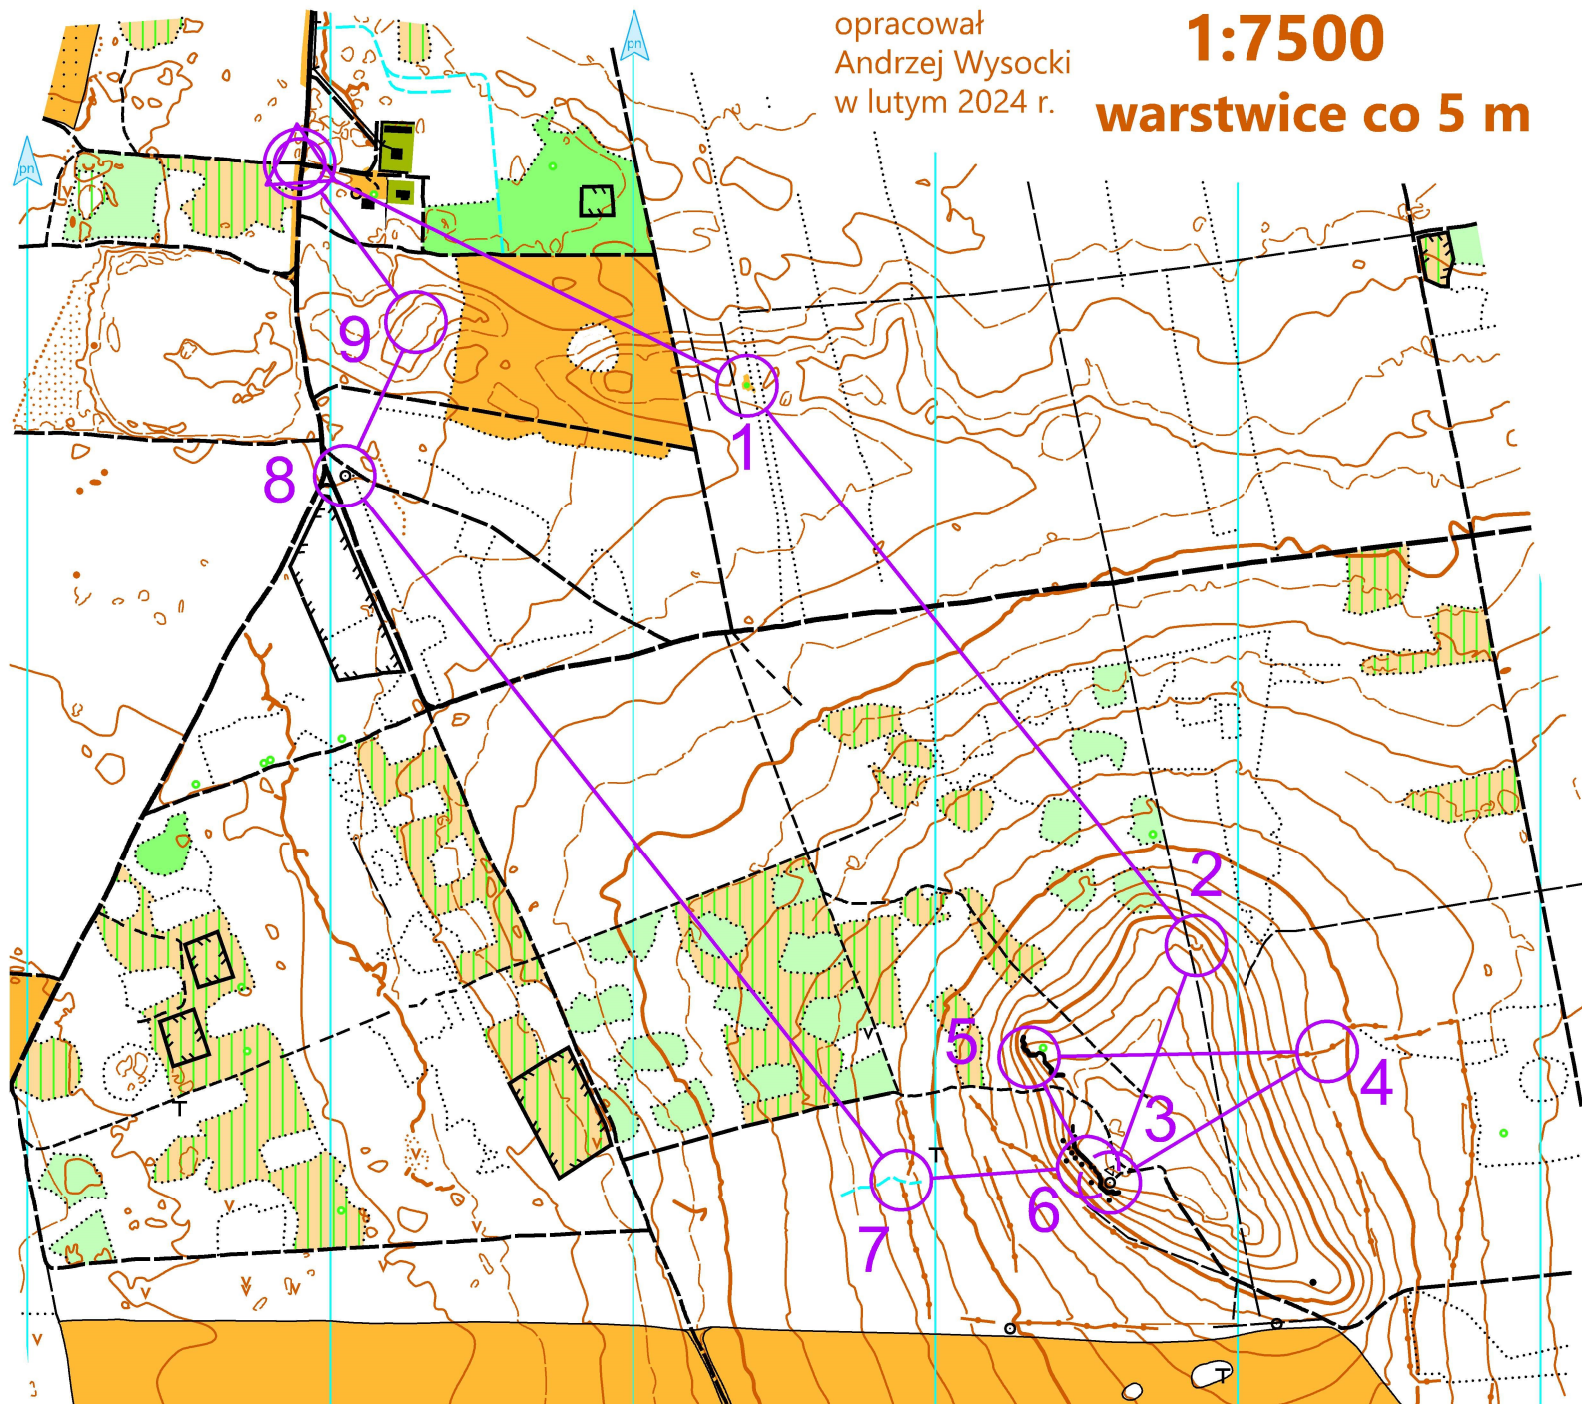 opracował
Andrzej Wysocki
w lutym 2024 r.
1:7500
warstwice co 5 m
pn
pn
pn
9
1
8
2
5
4
3
6
7